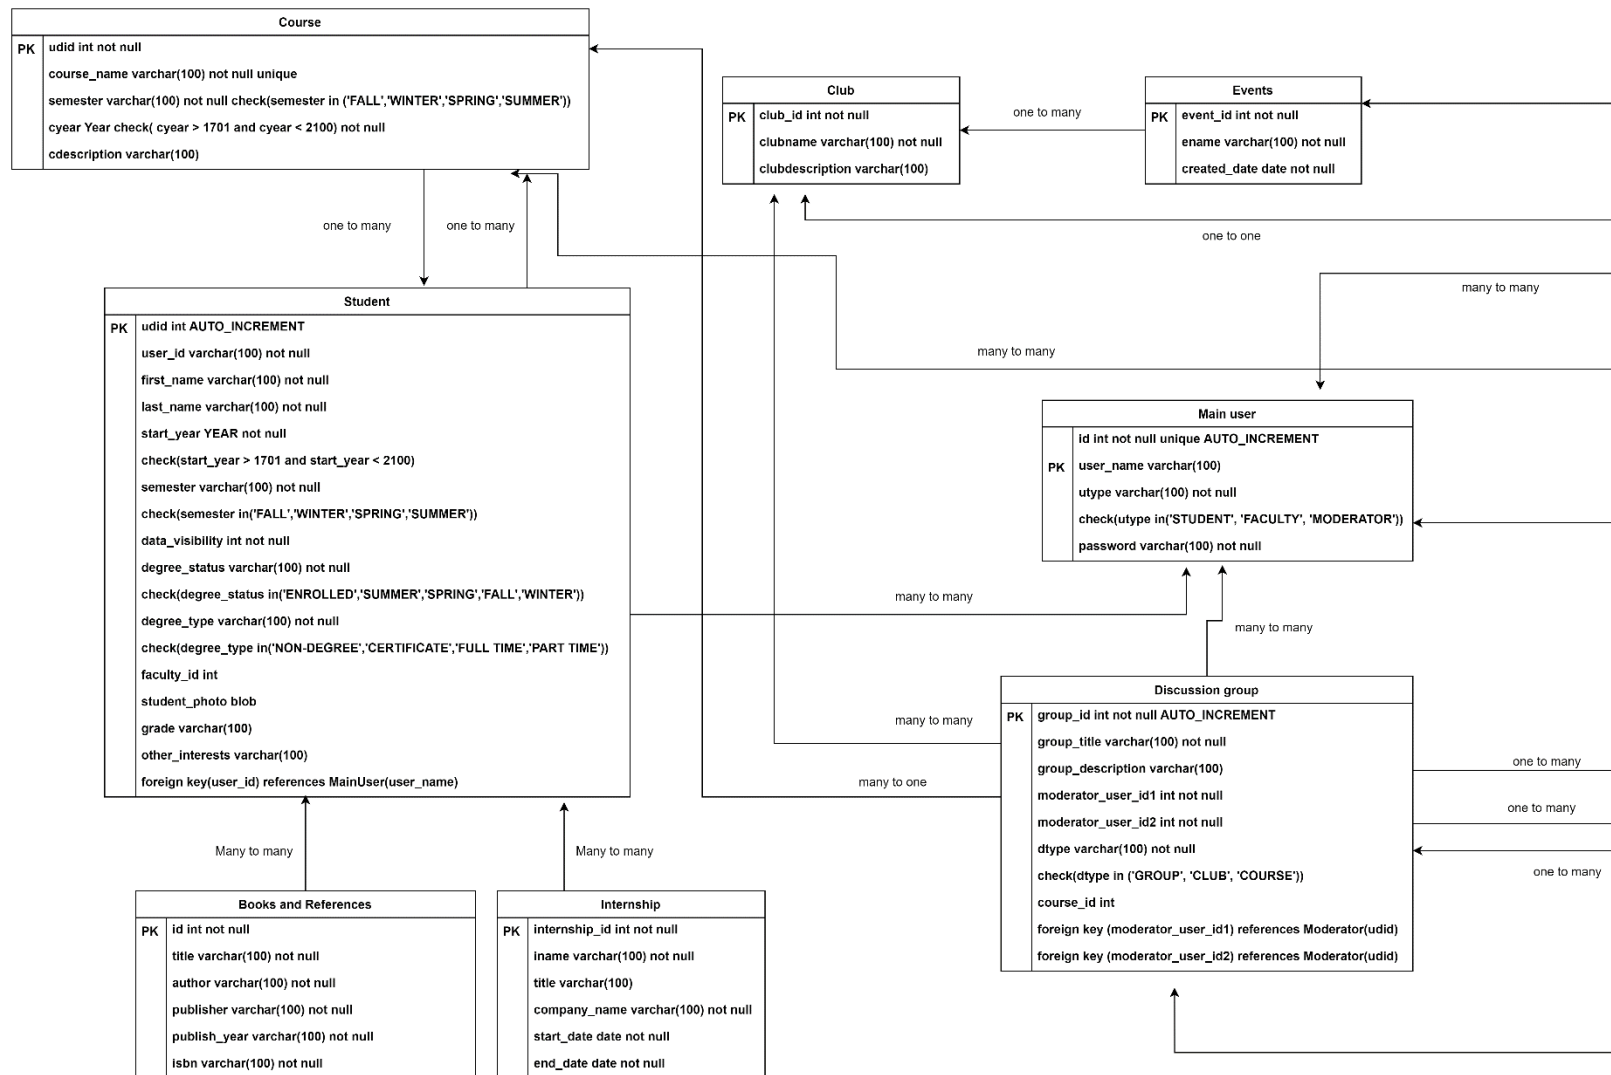 Course
PK
udid int not null
course_name varchar(100) not null unique
semester varchar(100) not null check(semester in ('FALL','WINTER','SPRING','SUMMER'))
cyear Year check( cyear > 1701 and cyear < 2100) not null
cdescription varchar(100)
Club
PK
club_id int not null
clubname varchar(100) not null
clubdescription varchar(100)
one to many
Events
PK
event_id int not null
ename varchar(100) not null
created_date date not null
one to many
one to many
one to one
many to many
many to many
Student
PK
udid int AUTO_INCREMENT
user_id varchar(100) not null
first_name varchar(100) not null
last_name varchar(100) not null
start_year YEAR not null
check(start_year > 1701 and start_year < 2100)
semester varchar(100) not null
check(semester in('FALL','WINTER','SPRING','SUMMER'))
data_visibility int not null
degree_status varchar(100) not null
check(degree_status in('ENROLLED','SUMMER','SPRING','FALL','WINTER'))
degree_type varchar(100) not null
check(degree_type in('NON-DEGREE','CERTIFICATE','FULL TIME','PART TIME'))
faculty_id int
student_photo blob
grade varchar(100)
other_interests varchar(100)
foreign key(user_id) references MainUser(user_name)
Main user
id int not null unique AUTO_INCREMENT
PK
user_name varchar(100)
utype varchar(100) not null
check(utype in('STUDENT', 'FACULTY', 'MODERATOR'))
password varchar(100) not null
many to many
many to many
many to many
many to one
Discussion group
PK
group_id int not null AUTO_INCREMENT
group_title varchar(100) not null
group_description varchar(100)
moderator_user_id1 int not null
moderator_user_id2 int not null
dtype varchar(100) not null
check(dtype in ('GROUP', 'CLUB', 'COURSE'))
course_id int
foreign key (moderator_user_id1) references Moderator(udid)
foreign key (moderator_user_id2) references Moderator(udid)
one to many
one to many
one to many
Many to many
Many to many
Books and References
PK
id int not null
title varchar(100) not null
author varchar(100) not null
publisher varchar(100) not null
publish_year varchar(100) not null
isbn varchar(100) not null
Internship
PK
internship_id int not null
iname varchar(100) not null
title varchar(100)
company_name varchar(100) not null
start_date date not null
end_date date not null